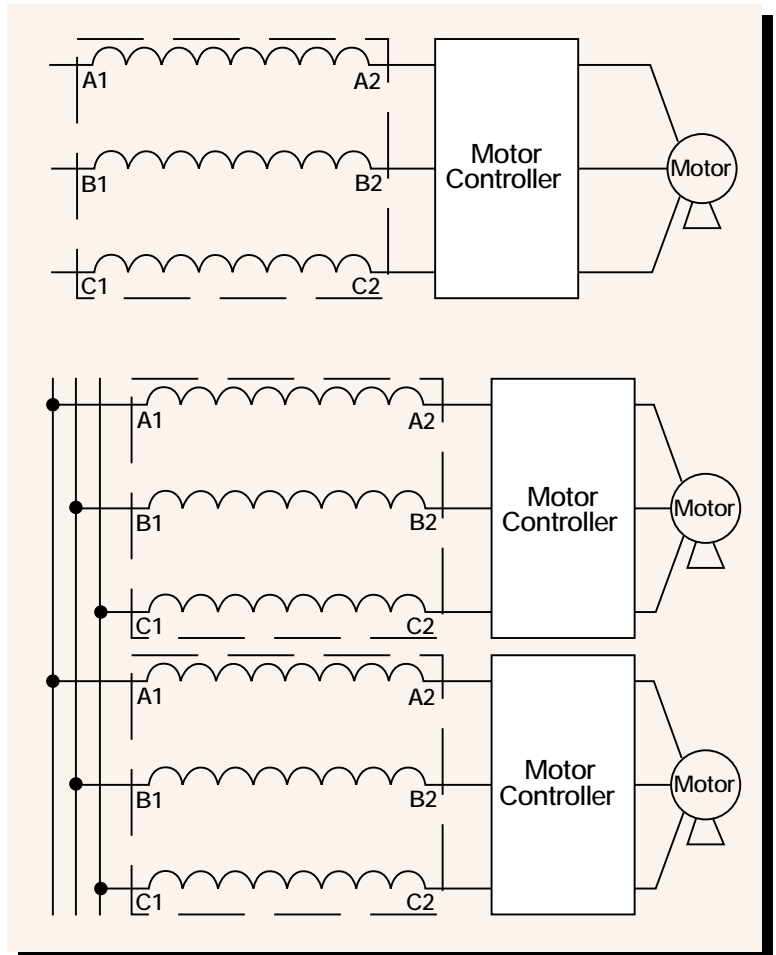 A1 A2
B1 B2
C1 C2
Motor
Controller
Motor
A1 A2
B1 B2
C1 C2
Motor
Controller
Motor
A1 A2
B1 B2
C1 C2
Motor
Controller
Motor